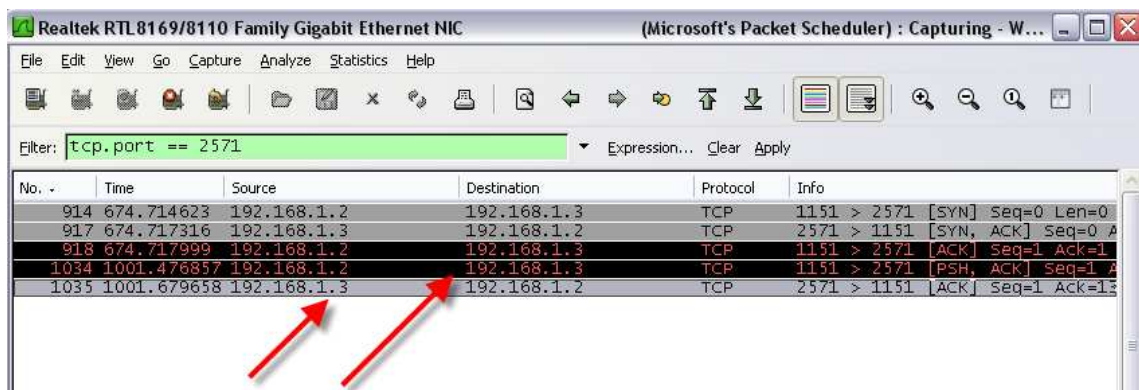 Realtek RTL8169/8110 Family Gigabit Ethernet NIC (Microsoft's Packet Scheduler) : Capturing - W...
File Edit View Go Capture Analyze Statistics Help
Filter: tcp.port == 2571 Expression... Clear Apply
No. Time Source Destination Protocol Info
914 674.714623 192.168.1.2 192.168.1.3 TCP 1151 > 2571 [SYN] Seq=0 Len=0
917 674.717316 192.168.1.3 192.168.1.2 TCP 2571 > 1151 [SYN, ACK] Seq=0 A
918 674.717999 192.168.1.2 192.168.1.3 TCP 1151 > 2571 [ACK] Seq=1 Ack=1
1034 1001.476857 192.168.1.2 192.168.1.3 TCP 1151 > 2571 [PSH, ACK] Seq=1 A
1035 1001.679658 192.168.1.3 192.168.1.2 TCP 2571 > 1151 [ACK] Seq=1 Ack=13